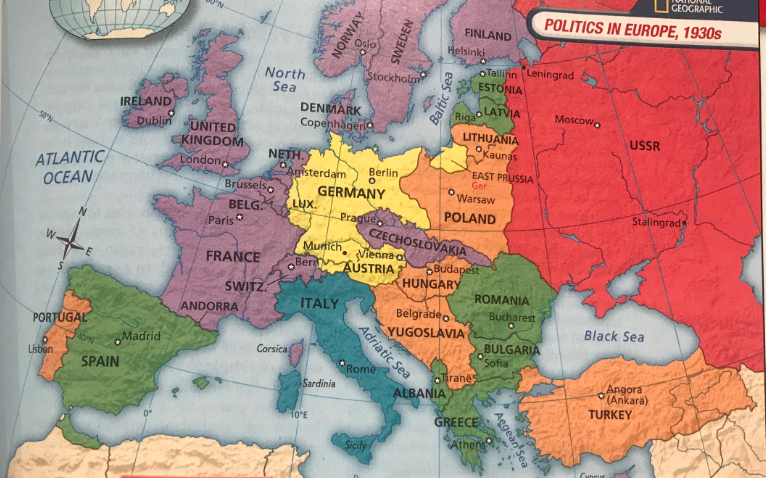 NATIONAL
GEOGRAPHIC
POLITICS IN EUROPE, 1930s
NORWAY
Oslo
SWEDEN
Stockholm
FINLAND
Helsinki
Tallinn
Leningrad
ESTONIA
North
Sea
Baltic Sea
50°N
IRELAND
Dublin
UNITED
KINGDOM
London
DENMARK
Copenhagen
Riga
LATVIA
Moscow
LITHUANIA
Kaunas
USSR
ATLANTIC
OCEAN
NETH.
Amsterdam
Berlin
EAST PRUSSIA
Ger.
Brussels
GERMANY
Warsaw
BELG.
LUX.
POLAND
Paris
Prague
Stalingrad
CZECHOSLOVAKIA
N
W
E
S
Munich
Vienna
FRANCE
Bern
AUSTRIA
Budapest
SWITZ.
HUNGARY
ITALY
ROMANIA
ANDORRA
PORTUGAL
Belgrade
Bucharest
40°N
Madrid
Lisbon
YUGOSLAVIA
Black Sea
SPAIN
Corsica
Adriatic Sea
BULGARIA
Sofia
Rome
Tiranë
Sardinia
ALBANIA
Angora
(Ankara)
0°
10°E
TURKEY
GREECE
Aegean Sea
Athens
Sicily
Cyprus